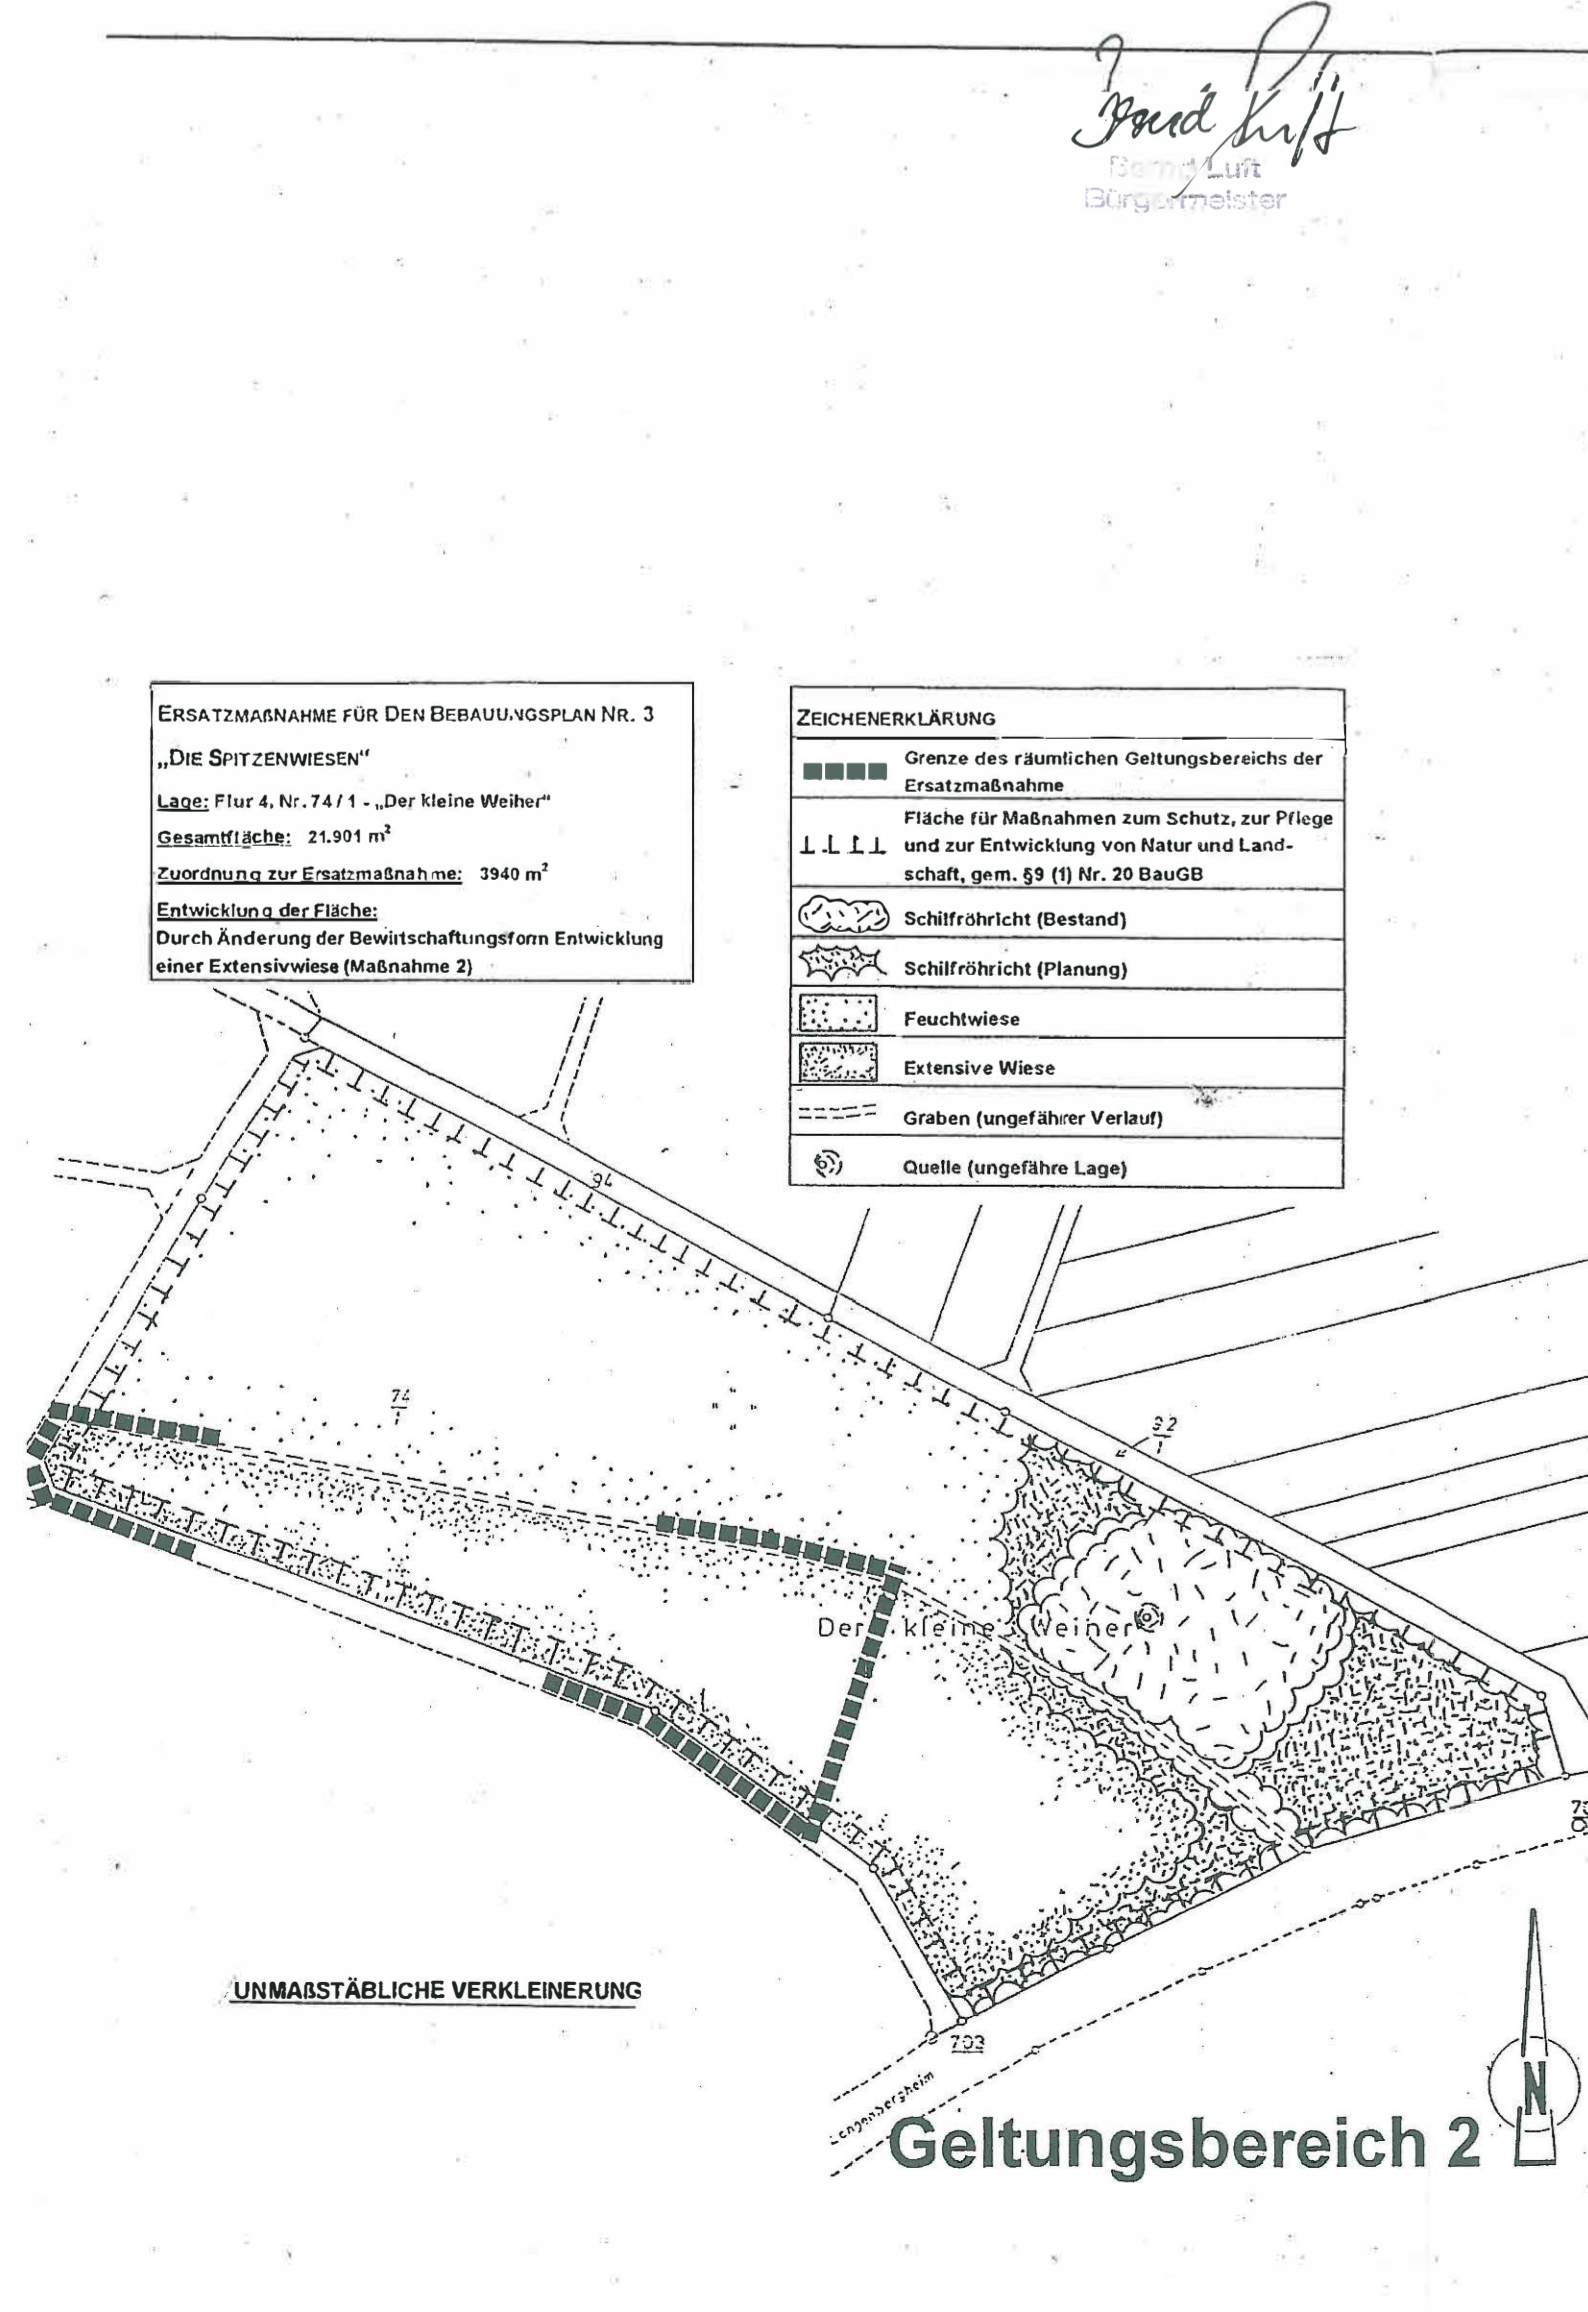 Bernd Luft
Bürgermeister
ERSATZMAßNAHME FÜR DEN BEBAUUNGSPLAN NR. 3
„DIE SPITZENWIESEN“
Lage: Flur 4, Nr. 74/1 - „Der kleine Weiher“
Gesamtfläche: 21.901 m²
Zuordnung zur Ersatzmaßnahme: 3940 m²
Entwicklung der Fläche:
Durch Änderung der Bewirtschaftungsform Entwicklung
einer Extensivwiese (Maßnahme 2)
ZEICHENERKLÄRUNG
Grenze des räumlichen Geltungsbereichs der
Ersatzmaßnahme
Fläche für Maßnahmen zum Schutz, zur Pflege
und zur Entwicklung von Natur und Land-
schaft, gem. §9 (1) Nr. 20 BauGB
Schilfröhricht (Bestand)
Schilfröhricht (Planung)
Feuchtwiese
Extensive Wiese
Graben (ungefährer Verlauf)
Quelle (ungefähre Lage)
94
74
1
92
1
Der kleine Weiher
UNMAßSTÄBLICHE VERKLEINERUNG
703
Langenbergheim
N
Geltungsbereich 2